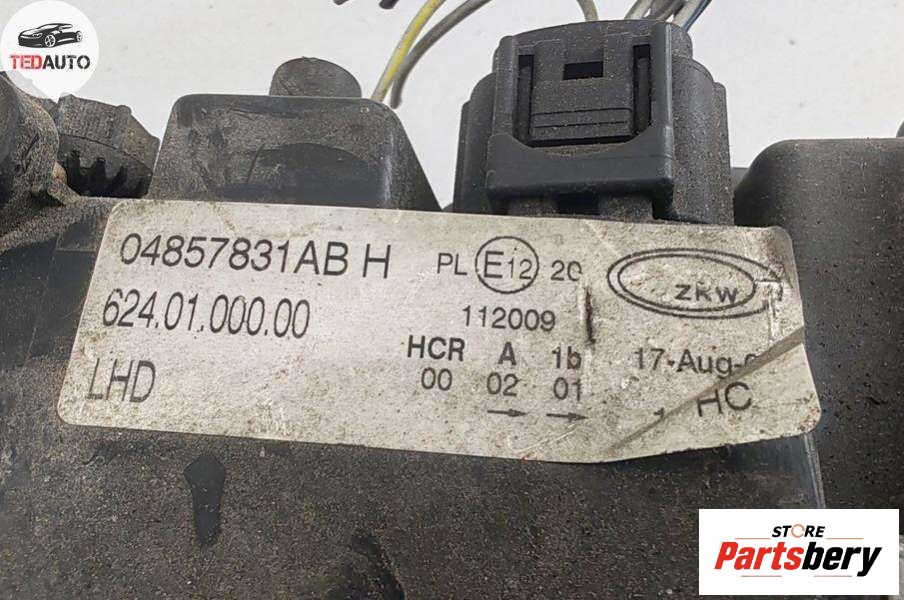 TEDAUTO
04857831AB H
PL E12 20
ZKW
624.01.000.00
112009
HCR A 1b
17-Aug-
LHD
00 02 01
HC
STORE
Partsbery